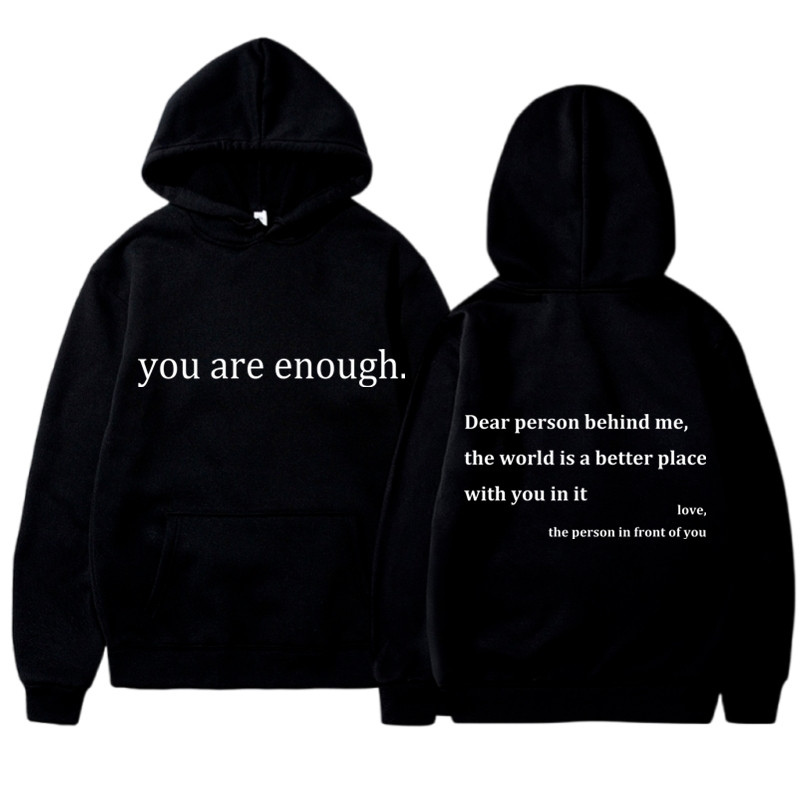 you are enough.
Dear person behind me,
the world is a better place
with you in it
love,
the person in front of you